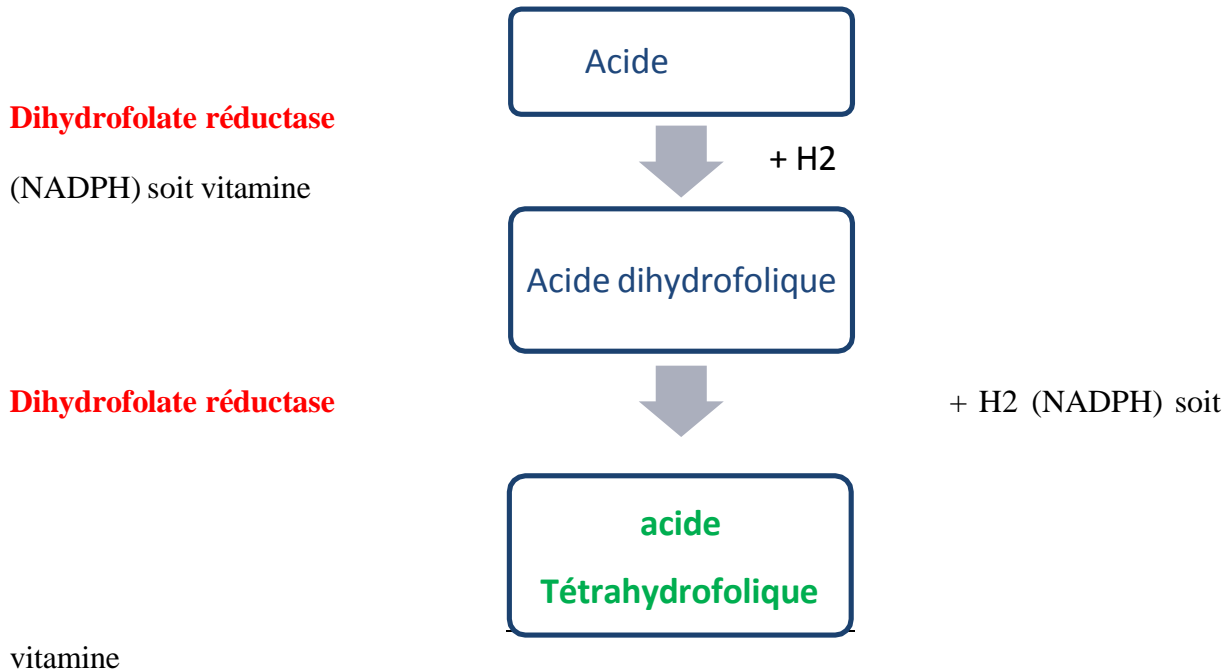 Acide
Dihydrofolate réductase
+ H2
(NADPH) soit vitamine
Acide dihydrofolique
Dihydrofolate réductase
+ H2 (NADPH) soit
acide
Tétrahydrofolique
vitamine